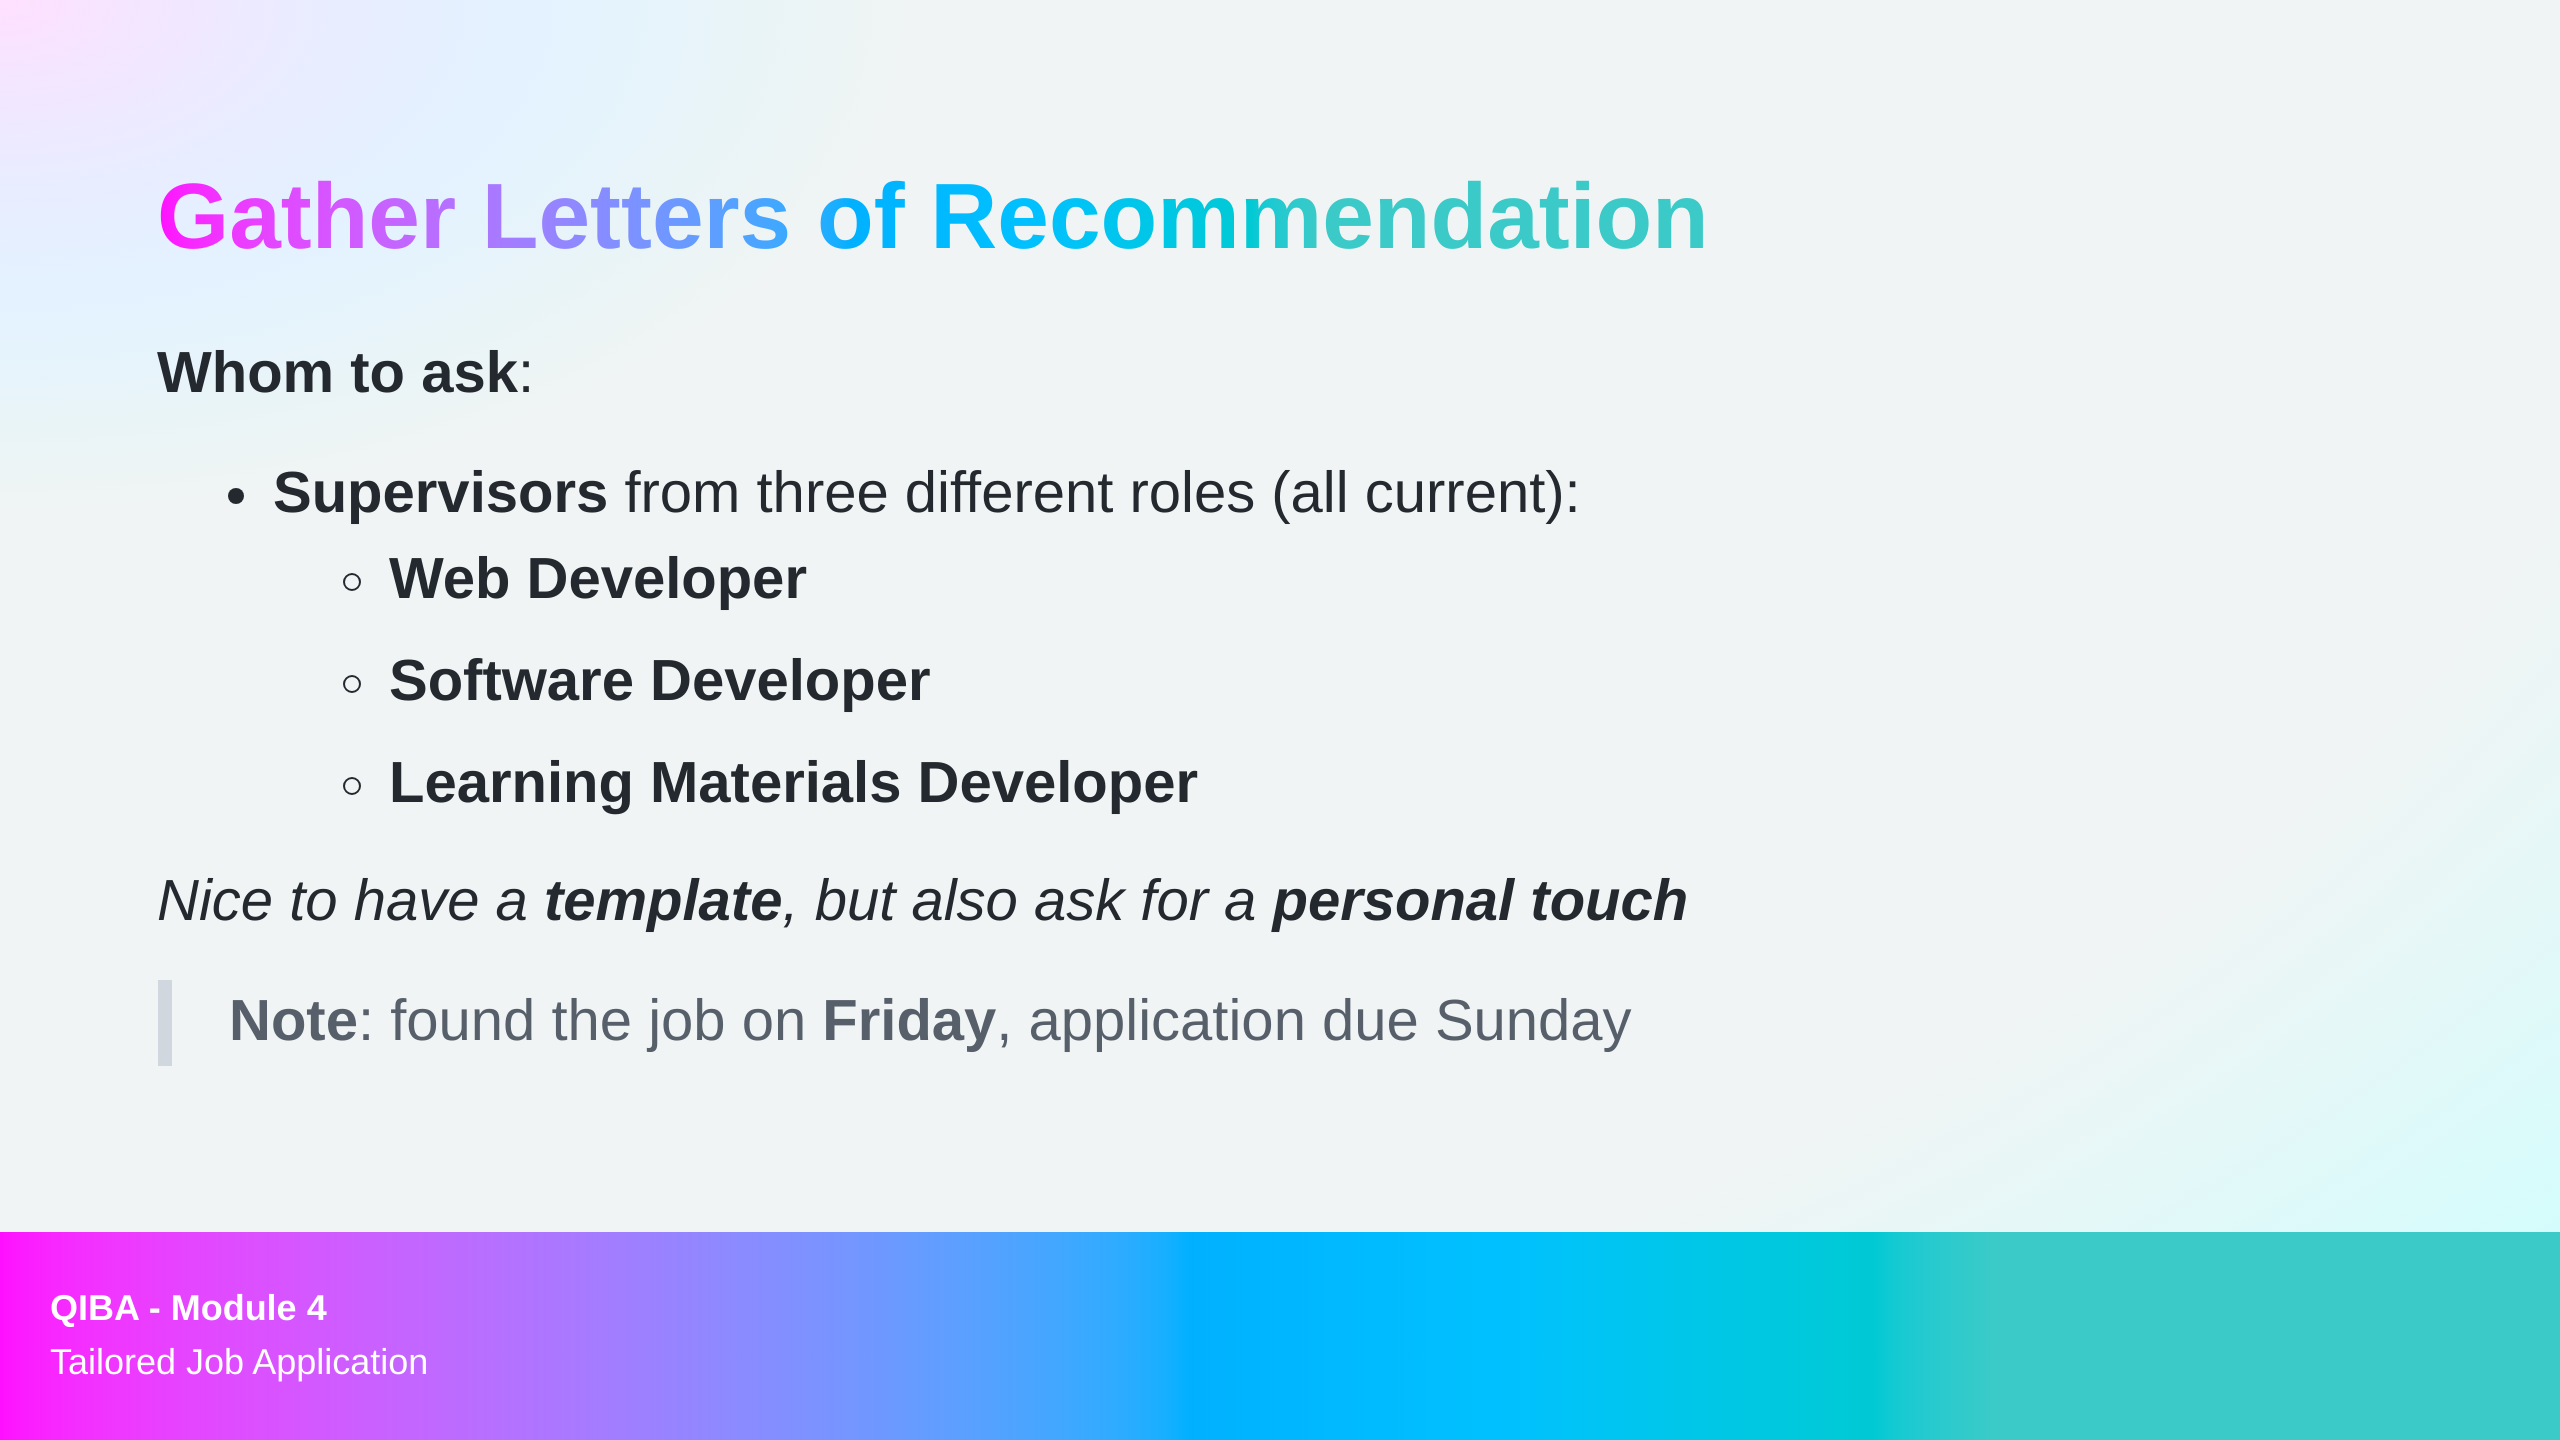 Gather Letters of Recommendation
Whom to ask:
Supervisors from three different roles (all current):
Web Developer
Software Developer
Learning Materials Developer
Nice to have a template, but also ask for a personal touch
Note: found the job on Friday, application due Sunday
QIBA - Module 4
Tailored Job Application